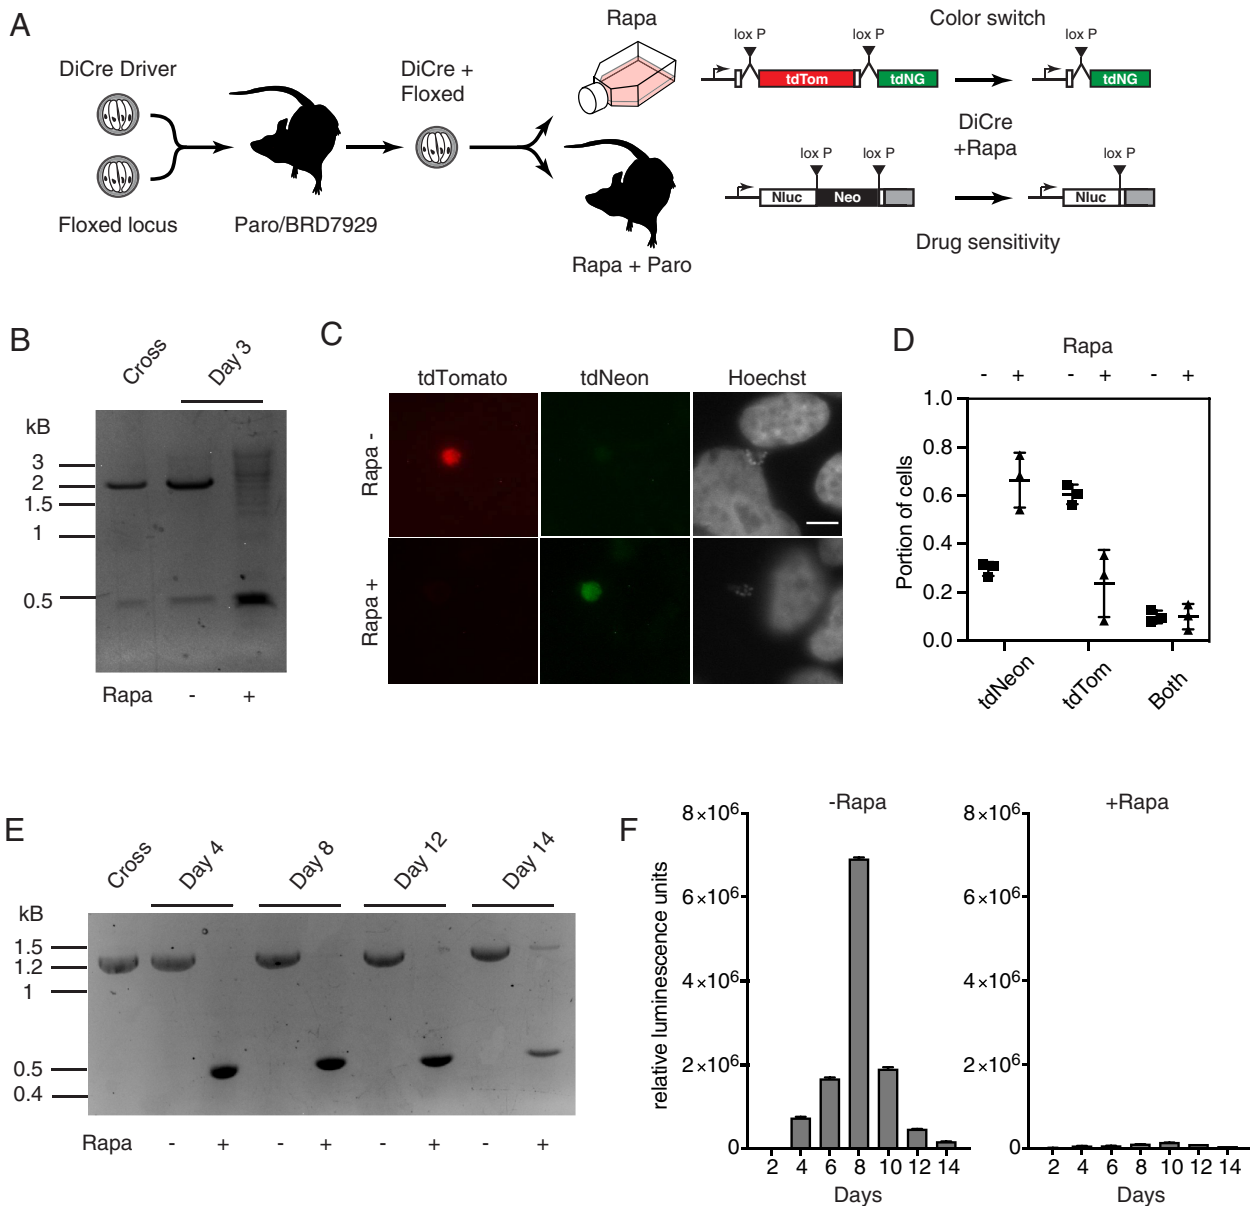 A
DiCre Driver
Floxed locus
Paro/BRD7929
DiCre +
Floxed
Rapa
Rapa + Paro
Color switch
lox P
lox P
lox P
tdTom
tdNG
tdNG
DiCre
+Rapa
lox P
lox P
lox P
Nluc
Neo
Nluc
Drug sensitivity
B
Cross
Day 3
kB
3
2
1.5
1
0.5
Rapa - +
C
tdTomato tdNeon Hoechst
Rapa -
Rapa +
D
Rapa
- + - + - +
Portion of cells
1.0
0.8
0.6
0.4
0.2
0.0
tdNeon
tdTom
Both
E
Cross
Day 4
Day 8
Day 12
Day 14
kB
1.5
1.2
1
0.5
0.4
Rapa - + - + - + - +
F
-Rapa
relative luminescence units
8×10⁶
6×10⁶
4×10⁶
2×10⁶
0
2 4 6 8 10 12 14
Days
+Rapa
8×10⁶
6×10⁶
4×10⁶
2×10⁶
0
2 4 6 8 10 12 14
Days